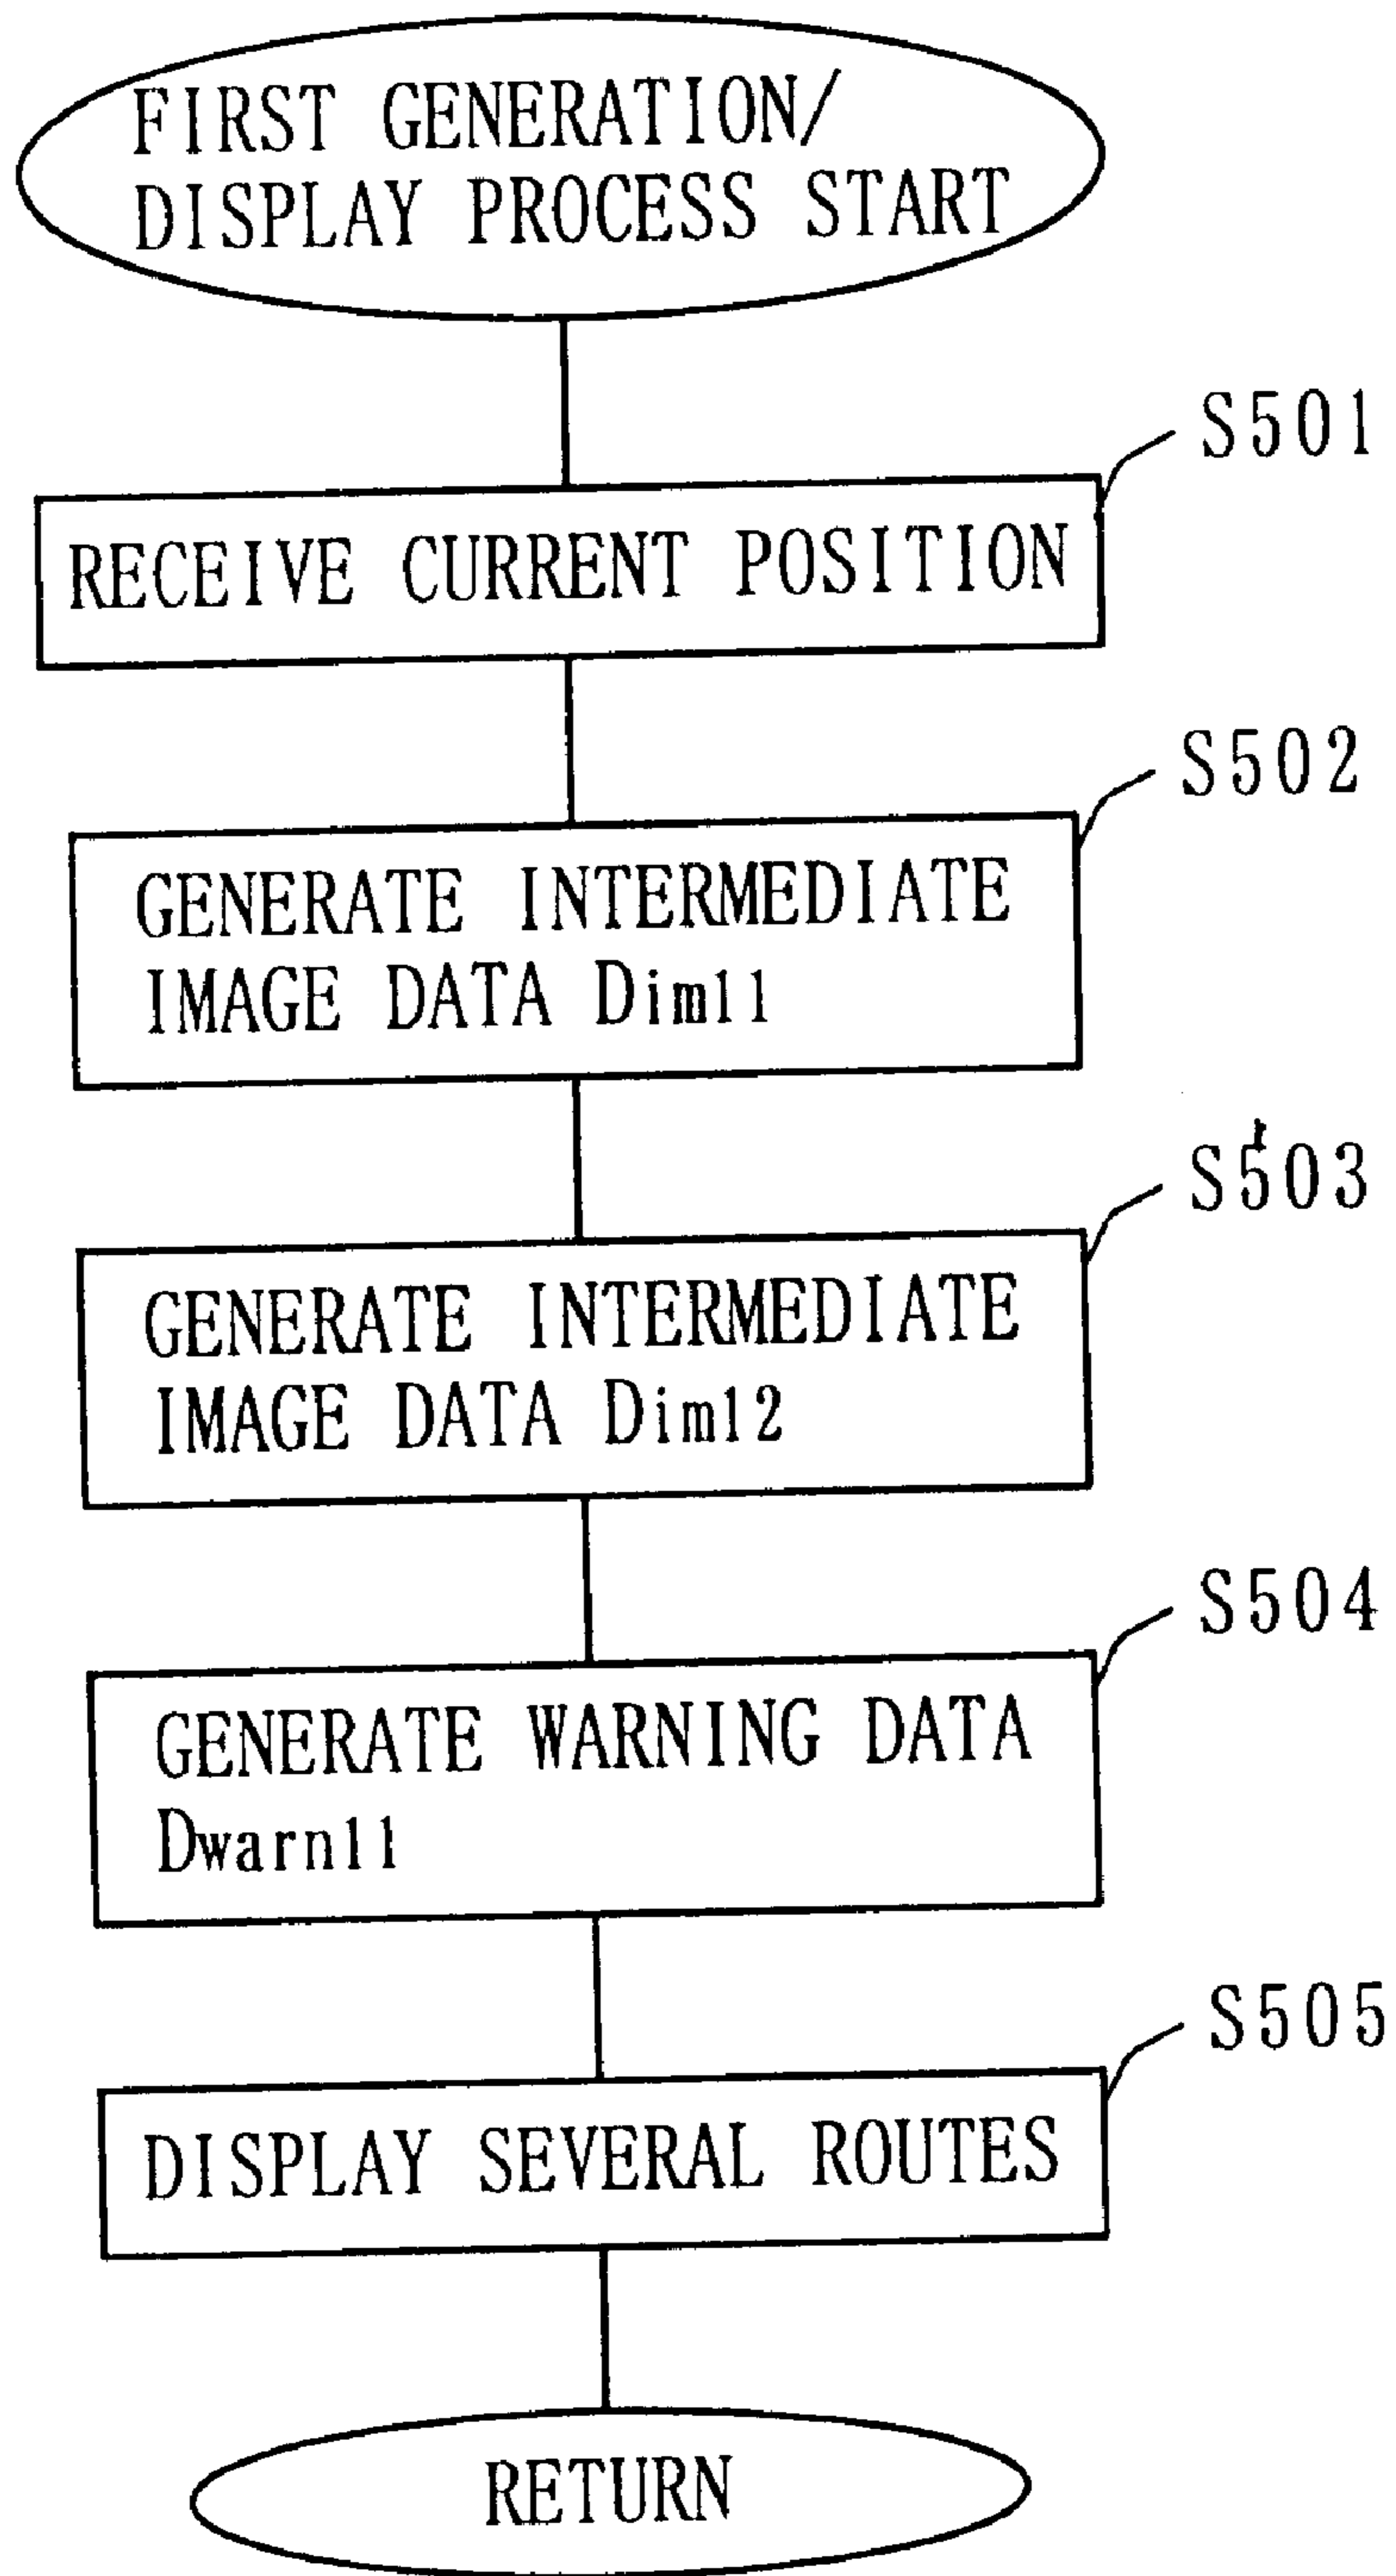 FIRST GENERATION/
DISPLAY PROCESS START
S501
RECEIVE CURRENT POSITION
S502
GENERATE INTERMEDIATE
IMAGE DATA Dim11
S503
GENERATE INTERMEDIATE
IMAGE DATA Dim12
S504
GENERATE WARNING DATA
Dwarn11
S505
DISPLAY SEVERAL ROUTES
RETURN